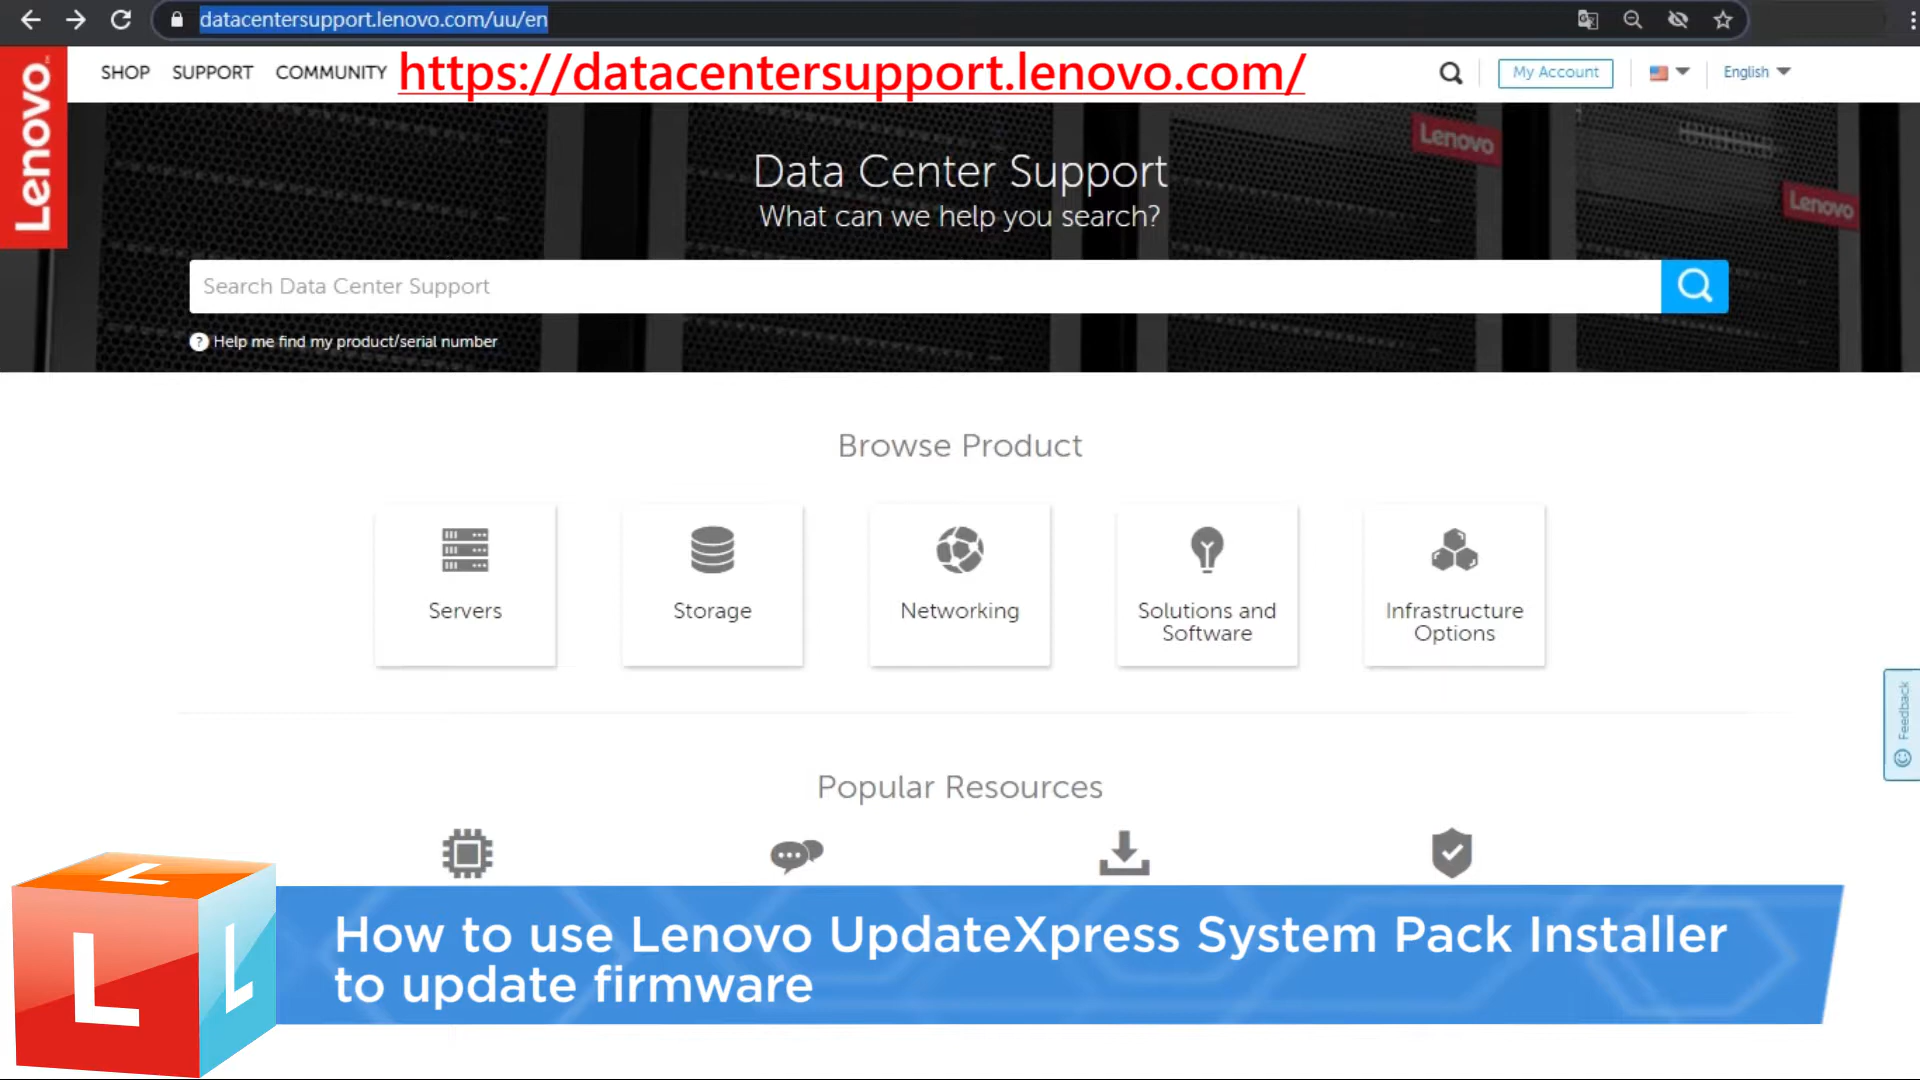 datacentersupport.lenovo.com/uu/en
Lenovo
SHOP SUPPORT COMMUNITY https://datacentersupport.lenovo.com/ My Account English
Lenovo
Lenovo
Data Center Support
What can we help you search?
Search Data Center Support
? Help me find my product/serial number
Browse Product
Servers
Storage
Networking
Solutions and
Software
Infrastructure
Options
Feedback
Popular Resources
L
L
L
How to use Lenovo UpdateXpress System Pack Installer
to update firmware